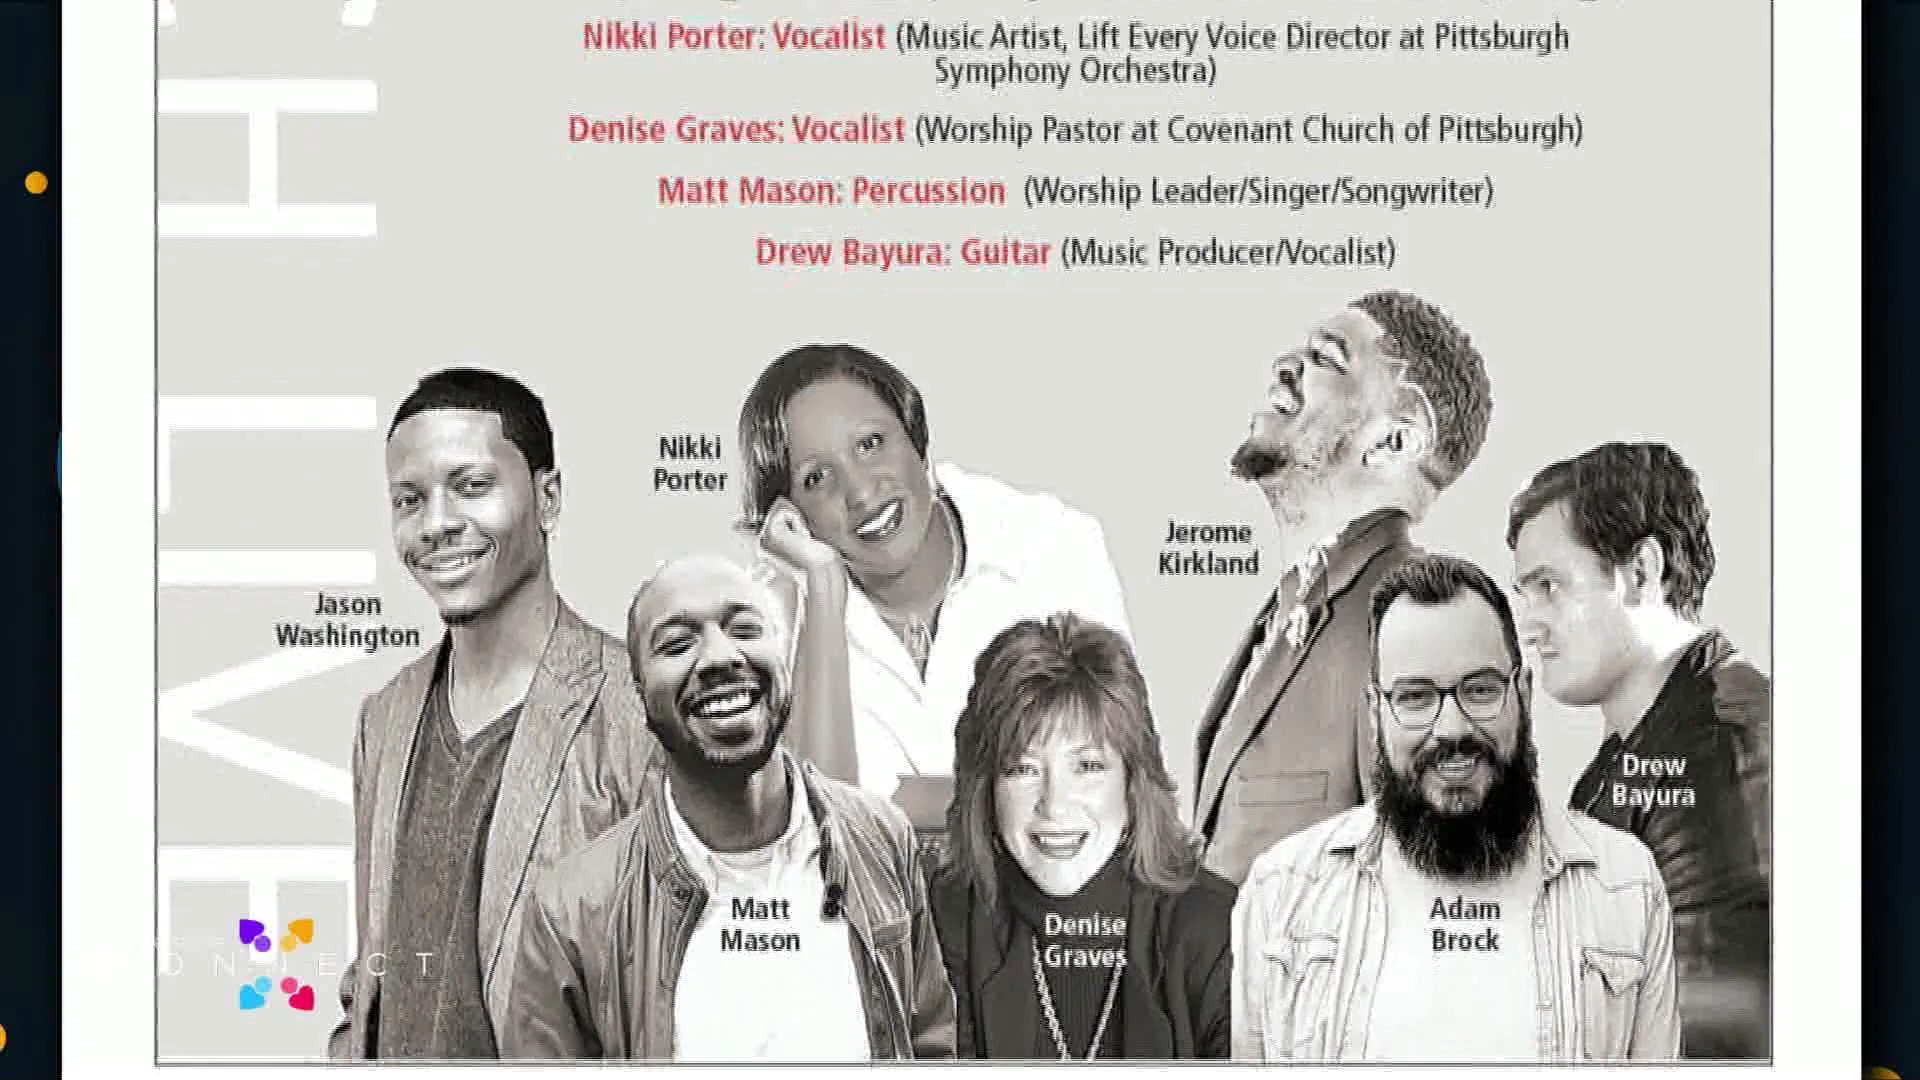 Nikki Porter: Vocalist (Music Artist, Lift Every Voice Director at Pittsburgh
Symphony Orchestra)
Denise Graves: Vocalist (Worship Pastor at Covenant Church of Pittsburgh)
Matt Mason: Percussion (Worship Leader/Singer/Songwriter)
Drew Bayura: Guitar (Music Producer/Vocalist)
Nikki
Porter
Jerome
Kirkland
Jason
Washington
Drew
Bayura
Matt
Mason
Denise
Graves
Adam
Brock
ONNECT